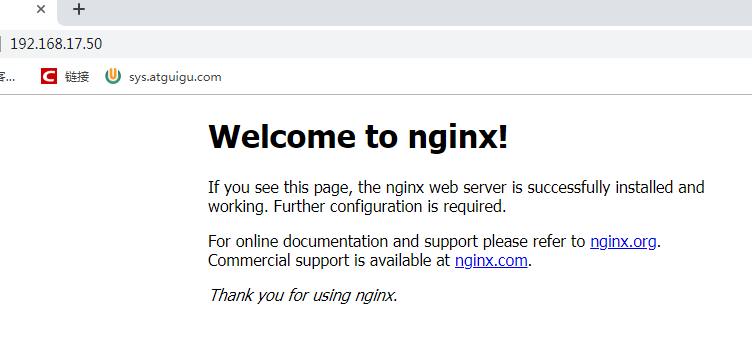 192.168.17.50
客...
链接
sys.atguigu.com
Welcome to nginx!
If you see this page, the nginx web server is successfully installed and
working. Further configuration is required.
For online documentation and support please refer to nginx.org.
Commercial support is available at nginx.com.
Thank you for using nginx.